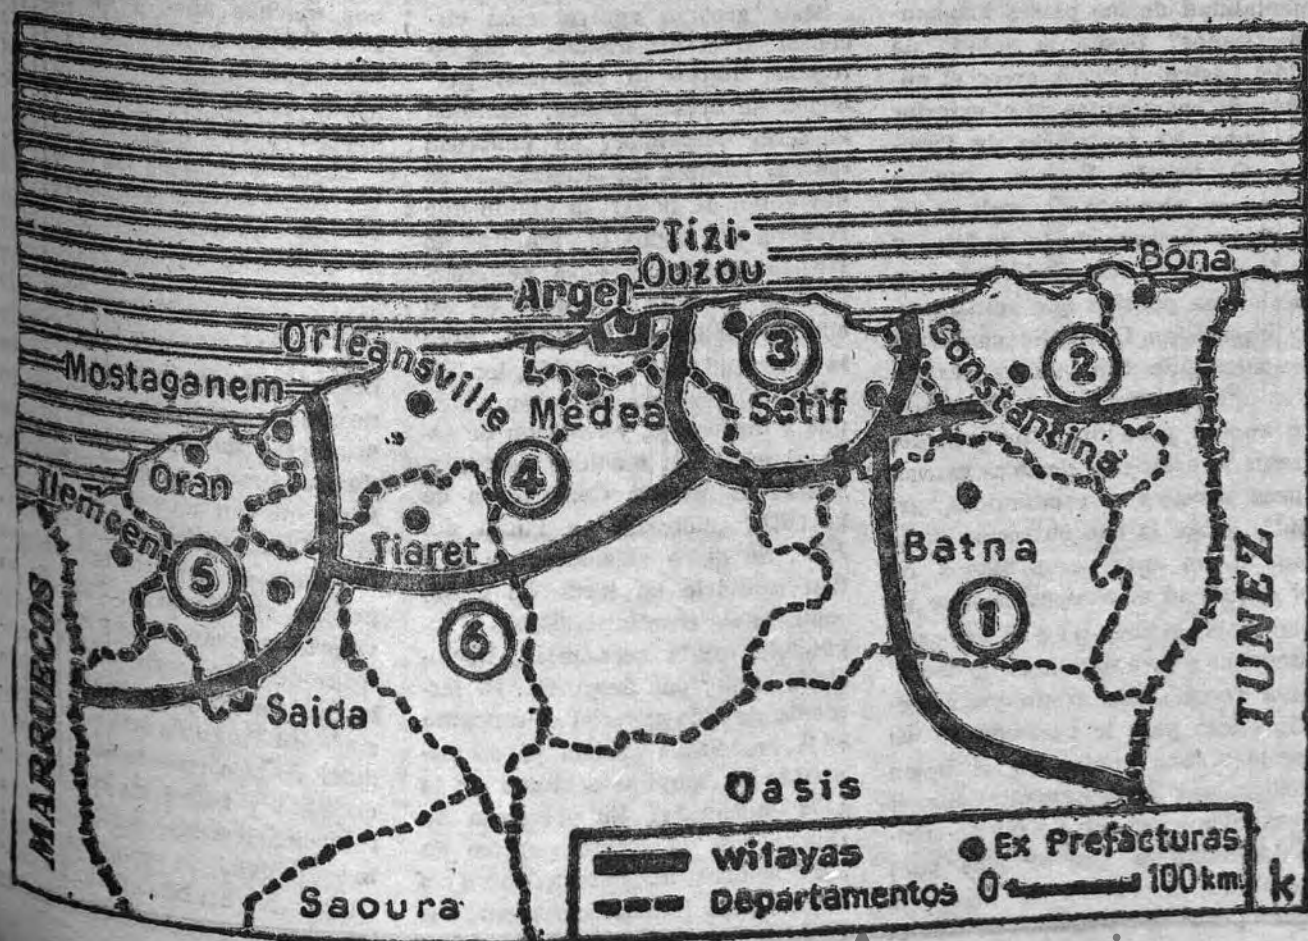 Tizi-
Ouzou
Bona
Argel
Orleansville
Constantina
3
2
Mostaganem
Medea
Setif
4
Oran
Tlemcen
Tiaret
Batna
5
1
6
MARRUECOS
TUNEZ
Saida
Oasis
Wilayas
Ex Prefacturas
Departamentos 0 100 km.
Saoura
k